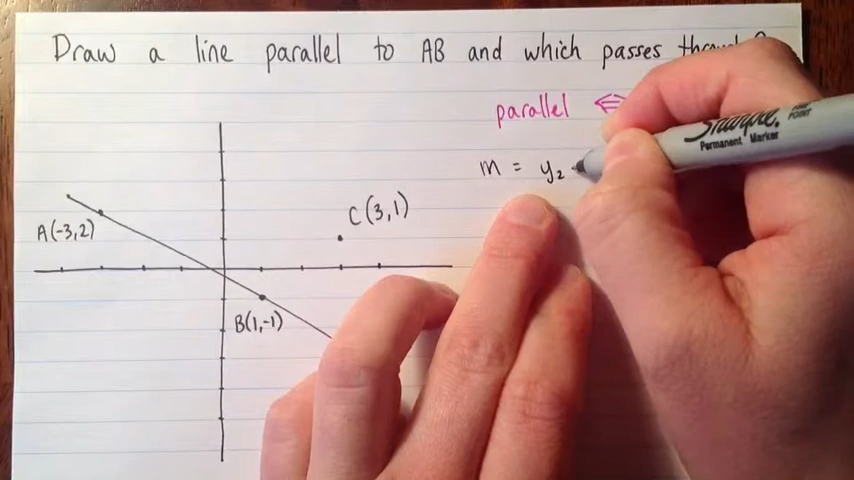 Draw a line parallel to AB and which passes
parallel ⇔
m = y₂
C(3,1)
A(-3,2)
B(1,-1)
Sharpie.
Permanent Marker
POINT